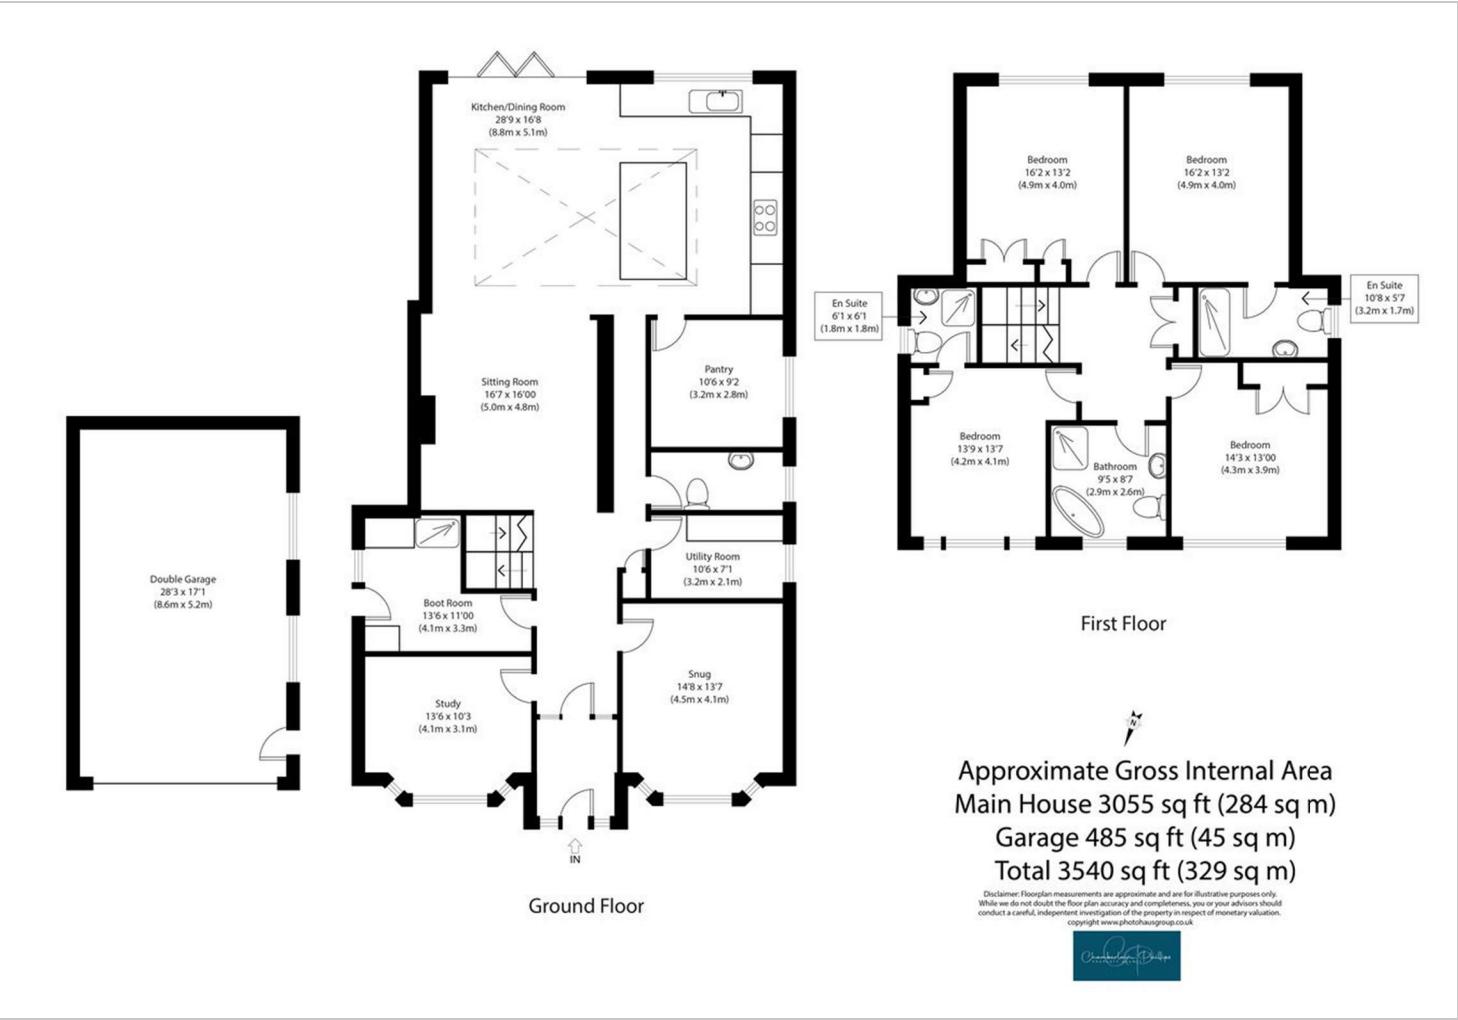 Kitchen/Dining Room
28'9 x 16'8
(8.8m x 5.1m)
Sitting Room
16'7 x 16'00
(5.0m x 4.8m)
Pantry
10'6 x 9'2
(3.2m x 2.8m)
Utility Room
10'6 x 7'1
(3.2m x 2.1m)
Boot Room
13'6 x 11'00
(4.1m x 3.3m)
Study
13'6 x 10'3
(4.1m x 3.1m)
Snug
14'8 x 13'7
(4.5m x 4.1m)
Double Garage
28'3 x 17'1
(8.6m x 5.2m)
IN
Ground Floor
Bedroom
16'2 x 13'2
(4.9m x 4.0m)
Bedroom
16'2 x 13'2
(4.9m x 4.0m)
En Suite
6'1 x 6'1
(1.8m x 1.8m)
En Suite
10'8 x 5'7
(3.2m x 1.7m)
Bedroom
13'9 x 13'7
(4.2m x 4.1m)
Bathroom
9'5 x 8'7
(2.9m x 2.6m)
Bedroom
14'3 x 13'00
(4.3m x 3.9m)
First Floor
N
Approximate Gross Internal Area
Main House 3055 sq ft (284 sq m)
Garage 485 sq ft (45 sq m)
Total 3540 sq ft (329 sq m)
Disclaimer: Floorplan measurements are approximate and are for illustrative purposes only.
While we do not doubt the floor plan accuracy and completeness, you or your advisors should
conduct a careful, indepentent investigation of the property in respect of monetary valuation.
copyright www.photohausgroup.co.uk
Chamberlain Phillips